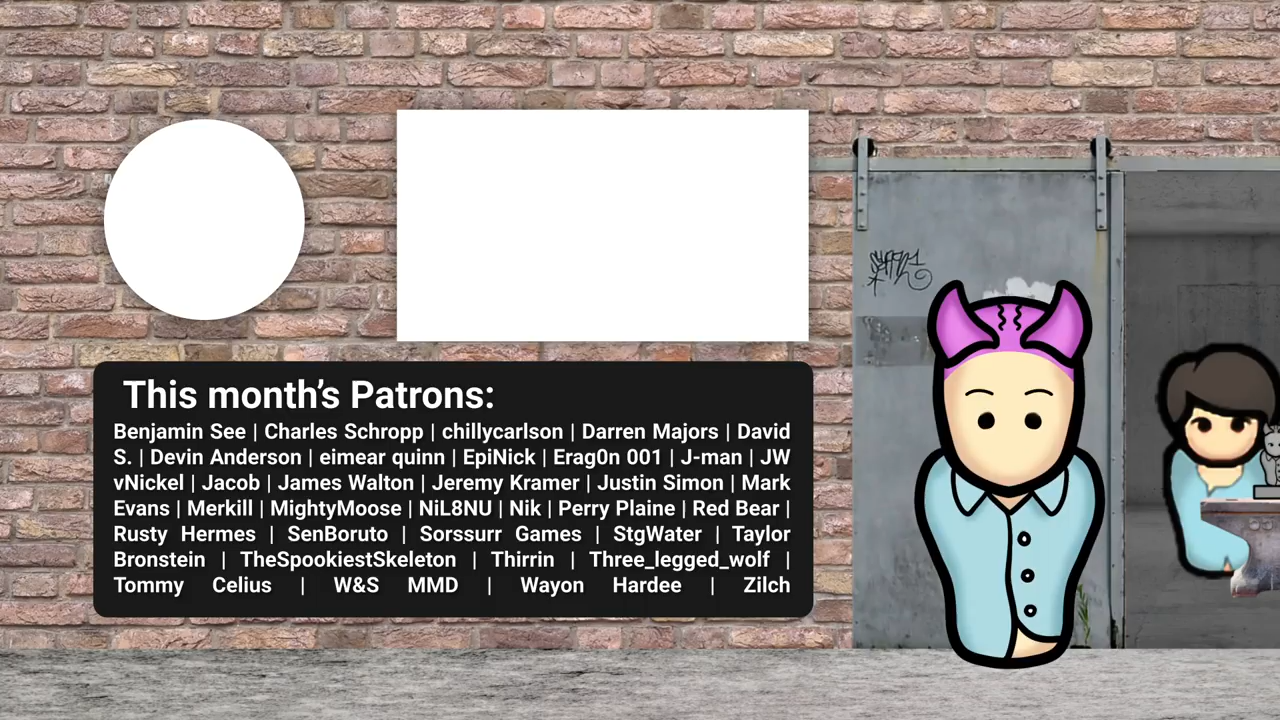 This month's Patrons:
Benjamin See | Charles Schropp | chillycarlson | Darren Majors | David
S. | Devin Anderson | eimear quinn | EpiNick | Erag0n 001 | J-man | JW
vNickel | Jacob | James Walton | Jeremy Kramer | Justin Simon | Mark
Evans | Merkill | MightyMoose | NiL8NU | Nik | Perry Plaine | Red Bear |
Rusty Hermes | SenBoruto | Sorssurr Games | StgWater | Taylor
Bronstein | TheSpookiestSkeleton | Thirrin | Three_legged_wolf |
Tommy Celius | W&S MMD | Wayon Hardee | Zilch